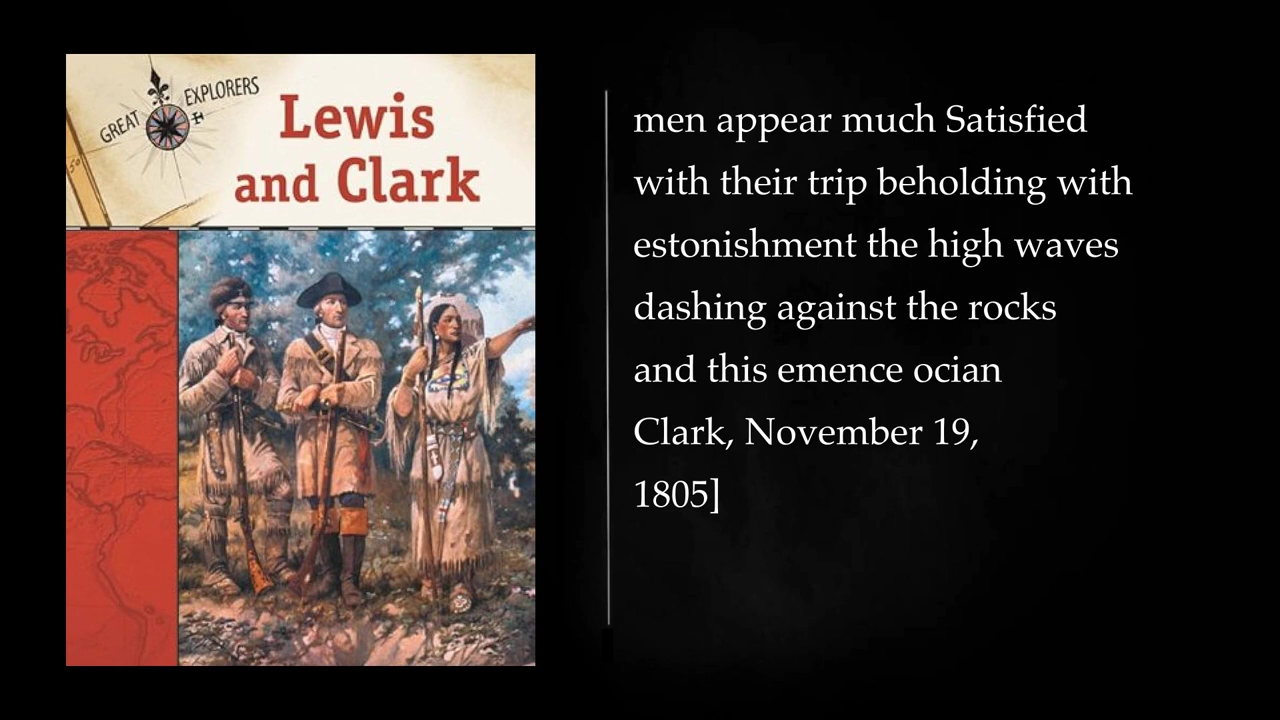 GREAT EXPLORERS
Lewis
and Clark
50
men appear much Satisfied
with their trip beholding with
estonishment the high waves
dashing against the rocks
and this emence ocian
Clark, November 19,
1805]